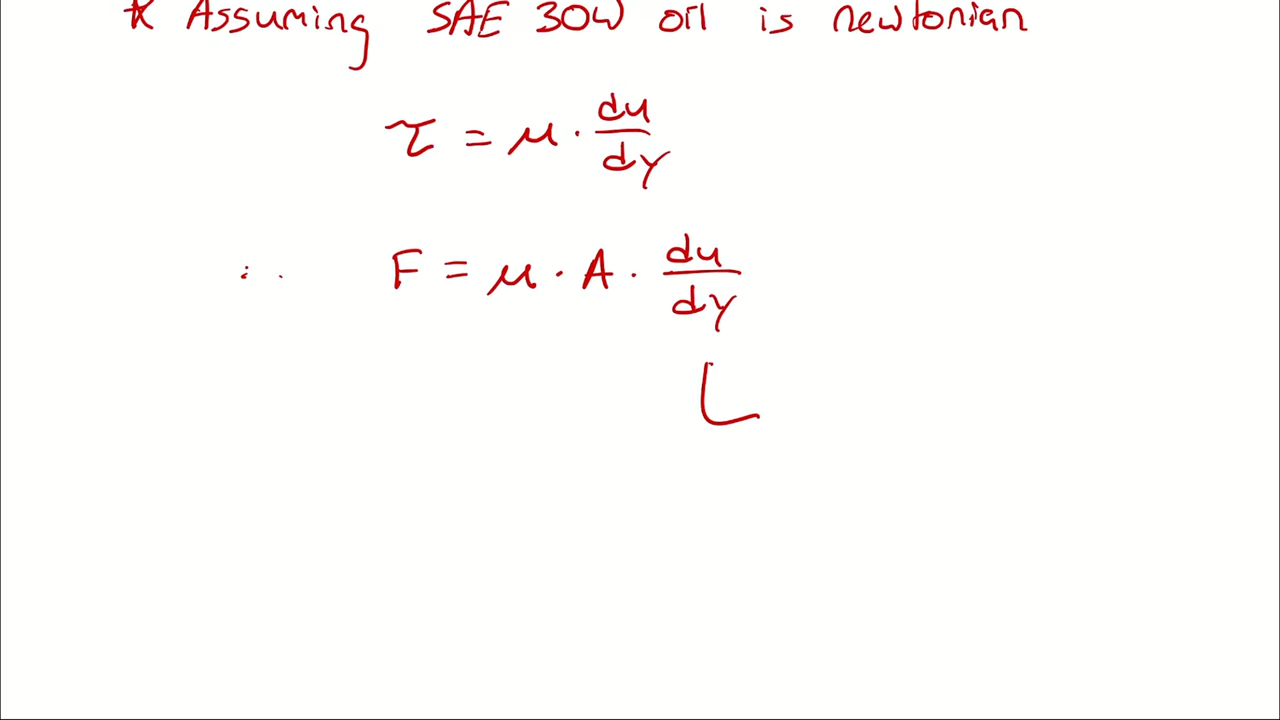 * Assuming SAE 30W oil is newtonian
τ = μ · du/dy
∴ F = μ · A · du/dy